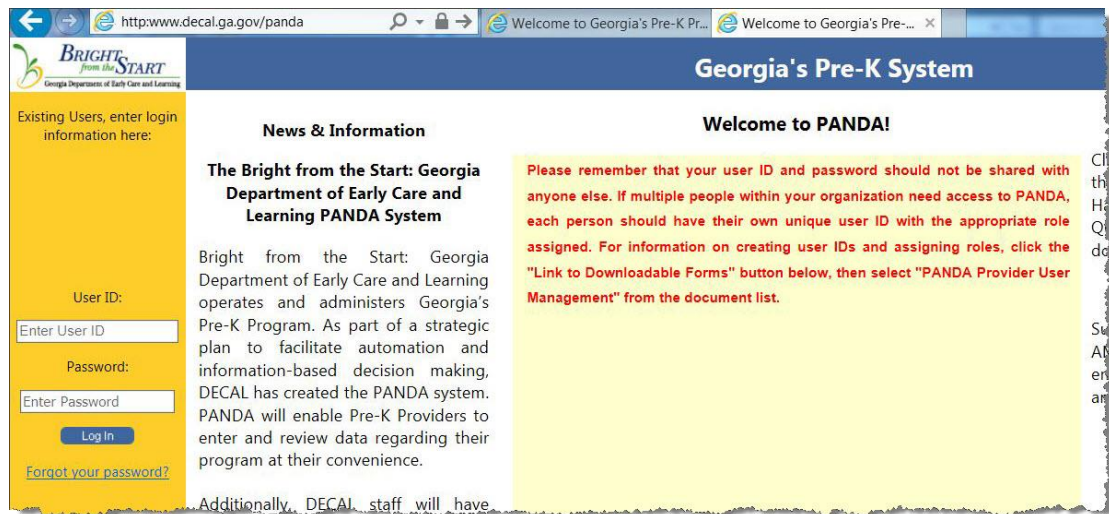 http:www.decal.ga.gov/panda
Welcome to Georgia's Pre-K Pr...
Welcome to Georgia's Pre-...
BRIGHT
from the START
Georgia Department of Early Care and Learning
Georgia's Pre-K System
Existing Users, enter login
information here:
User ID:
Enter User ID
Password:
Enter Password
Log In
Forgot your password?
News & Information
The Bright from the Start: Georgia
Department of Early Care and
Learning PANDA System
Bright from the Start: Georgia
Department of Early Care and Learning
operates and administers Georgia's
Pre-K Program. As part of a strategic
plan to facilitate automation and
information-based decision making,
DECAL has created the PANDA system.
PANDA will enable Pre-K Providers to
enter and review data regarding their
program at their convenience.
Additionally, DECAL staff will have
Welcome to PANDA!
Please remember that your user ID and password should not be shared with
anyone else. If multiple people within your organization need access to PANDA,
each person should have their own unique user ID with the appropriate role
assigned. For information on creating user IDs and assigning roles, click the
"Link to Downloadable Forms" button below, then select "PANDA Provider User
Management" from the document list.